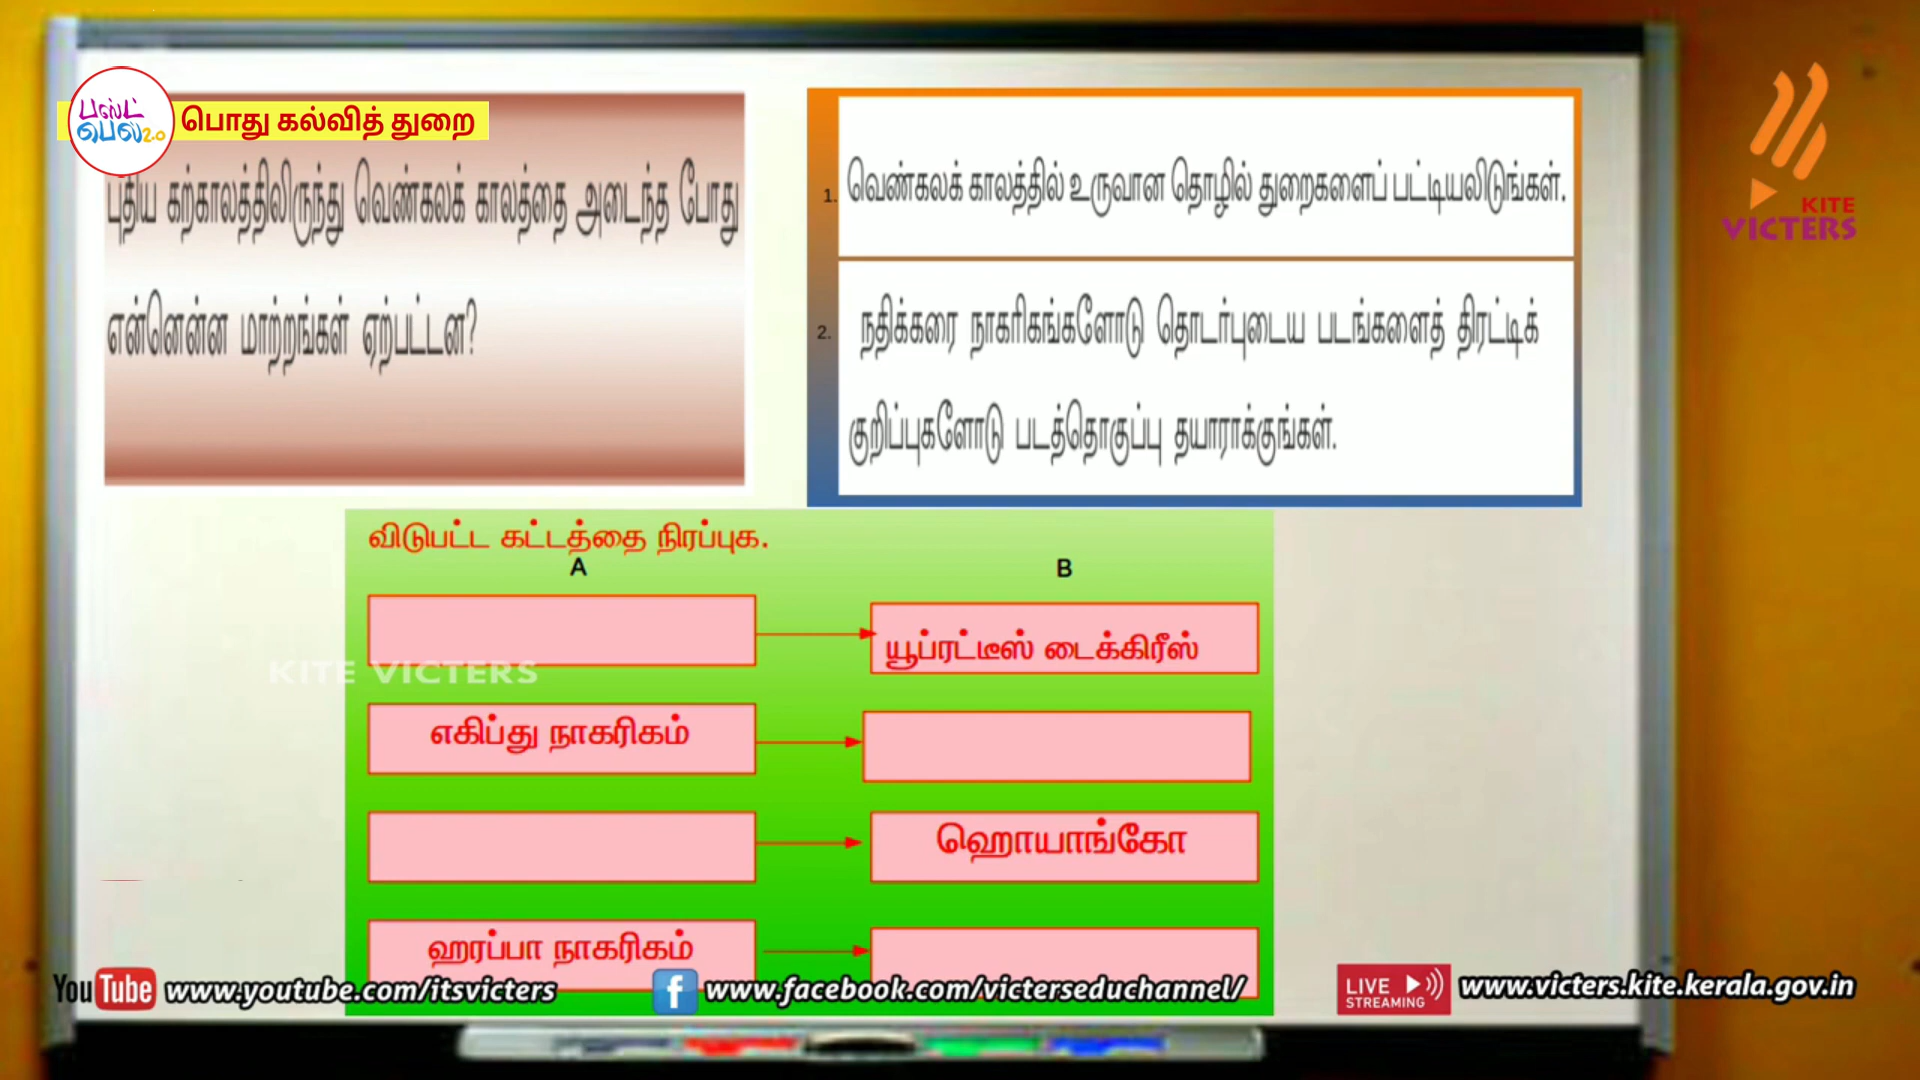 பஸ்ட்
பெல் 2.0
பொது கல்வித் துறை
புதிய கற்காலத்திலிருந்து வெண்கலக் காலத்தை அடைந்த போது
என்னென்ன மாற்றங்கள் ஏற்பட்டன?
1. வெண்கலக் காலத்தில் உருவான தொழில் துறைகளைப் பட்டியலிடுங்கள்.
2. நதிக்கரை நாகரிகங்களோடு தொடர்புடைய படங்களைத் திரட்டிக்
குறிப்புகளோடு படத்தொகுப்பு தயாராக்குங்கள்.
KITE
VICTERS
விடுபட்ட கட்டத்தை நிரப்புக.
A B
யூப்ரட்டீஸ் டைக்கிரீஸ்
KITE VICTERS
எகிப்து நாகரிகம்
ஹொயாங்கோ
ஹரப்பா நாகரிகம்
YouTube www.youtube.com/itsvicters f www.facebook.com/victerseduchannel/ LIVE STREAMING www.victers.kite.kerala.gov.in